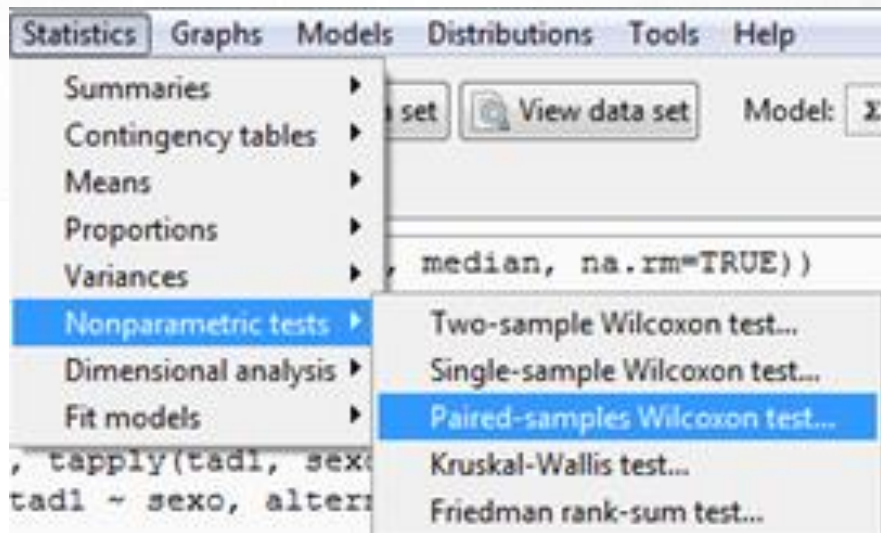 Statistics Graphs Models Distributions Tools Help
set View data set Model: Σ
Summaries
Contingency tables
Means
Proportions
Variances
Nonparametric tests
Dimensional analysis
Fit models
, median, na.rm=TRUE))
Two-sample Wilcoxon test...
Single-sample Wilcoxon test...
Paired-samples Wilcoxon test...
Kruskal-Wallis test...
Friedman rank-sum test...
, tapply(tad1, sexo
tad1 ~ sexo, altern